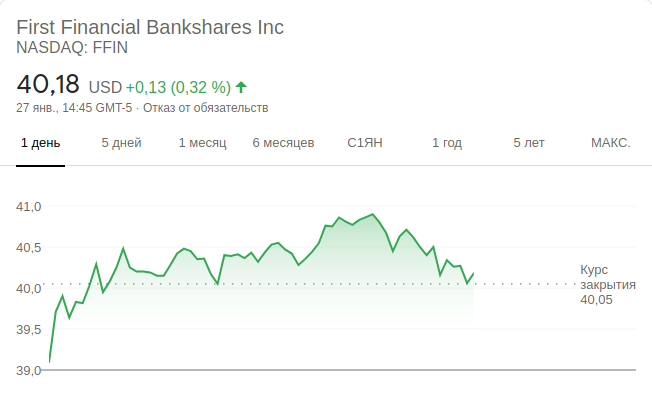 First Financial Bankshares Inc
NASDAQ: FFIN
40,18 USD +0,13 (0,32 %)
27 янв., 14:45 GMT-5 · Отказ от обязательств
1 день 5 дней 1 месяц 6 месяцев С1ЯН 1 год 5 лет МАКС.
41,0
40,5
40,0
39,5
39,0
Курс
закрытия
40,05